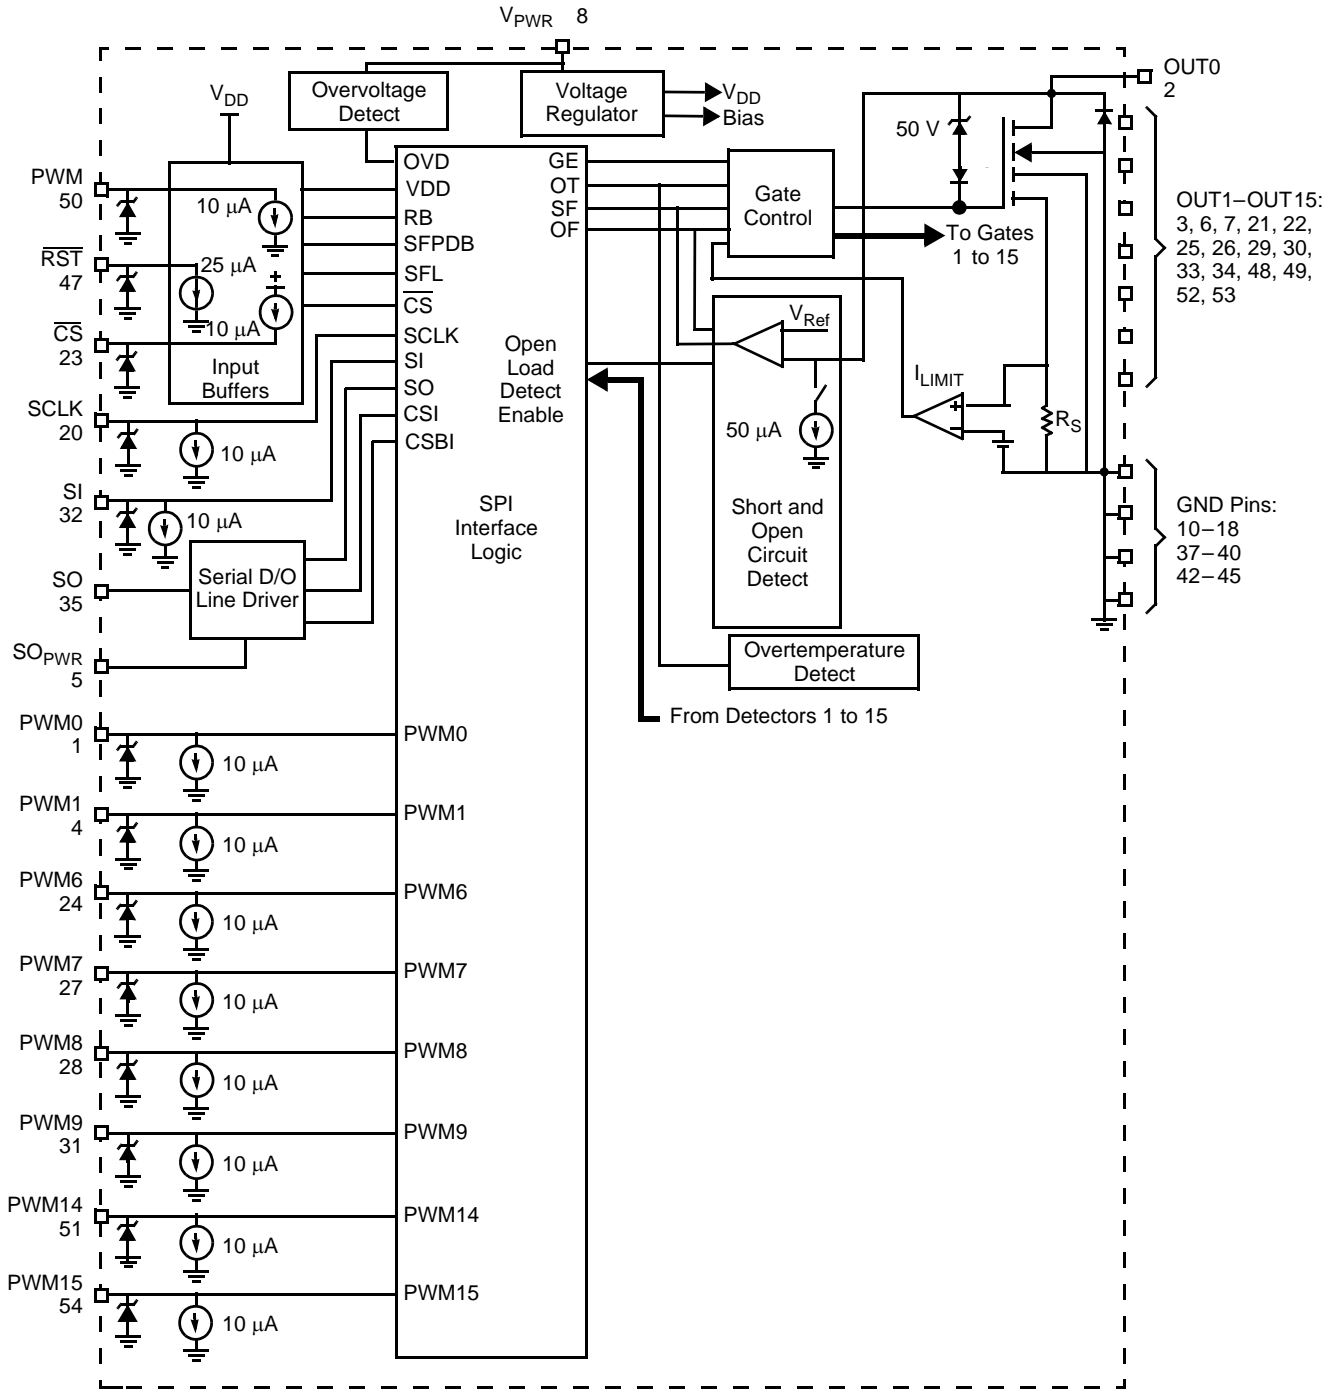 VPWR 8
OUT0
2
Overvoltage
Detect
Voltage
Regulator
VDD
Bias
VDD
50 V
OUT1–OUT15:
3, 6, 7, 21, 22,
25, 26, 29, 30,
33, 34, 48, 49,
52, 53
PWM
50
RST
47
CS
23
SCLK
20
SI
32
SO
35
SOPWR
5
PWM0
1
PWM1
4
PWM6
24
PWM7
27
PWM8
28
PWM9
31
PWM14
51
PWM15
54
10 μA
25 μA
+
10 μA
Input
Buffers
10 μA
10 μA
Serial D/O
Line Driver
10 μA
10 μA
10 μA
10 μA
10 μA
10 μA
10 μA
10 μA
OVD
VDD
RB
SFPDB
SFL
CS
SCLK
SI
SO
CSI
CSBI
PWM0
PWM1
PWM6
PWM7
PWM8
PWM9
PWM14
PWM15
GE
OT
SF
OF
Open
Load
Detect
Enable
SPI
Interface
Logic
Gate
Control
To Gates
1 to 15
VRef
50 μA
Short and
Open
Circuit
Detect
ILIMIT
+
–
RS
GND Pins:
10–18
37–40
42–45
Overtemperature
Detect
From Detectors 1 to 15